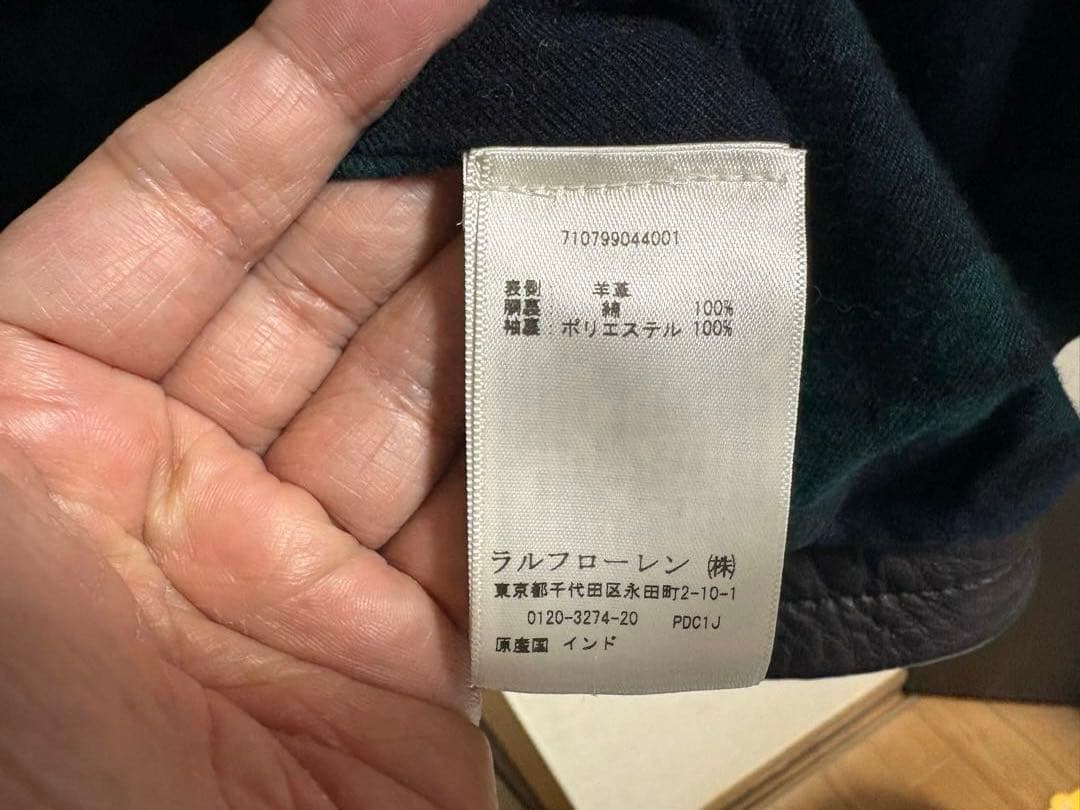 710799044001
表側 羊革
胴裏: 綿 100%
袖裏: ポリエステル 100%
ラルフローレン ㈱
東京都千代田区永田町2-10-1
0120-3274-20 PDC1J
原産国 インド